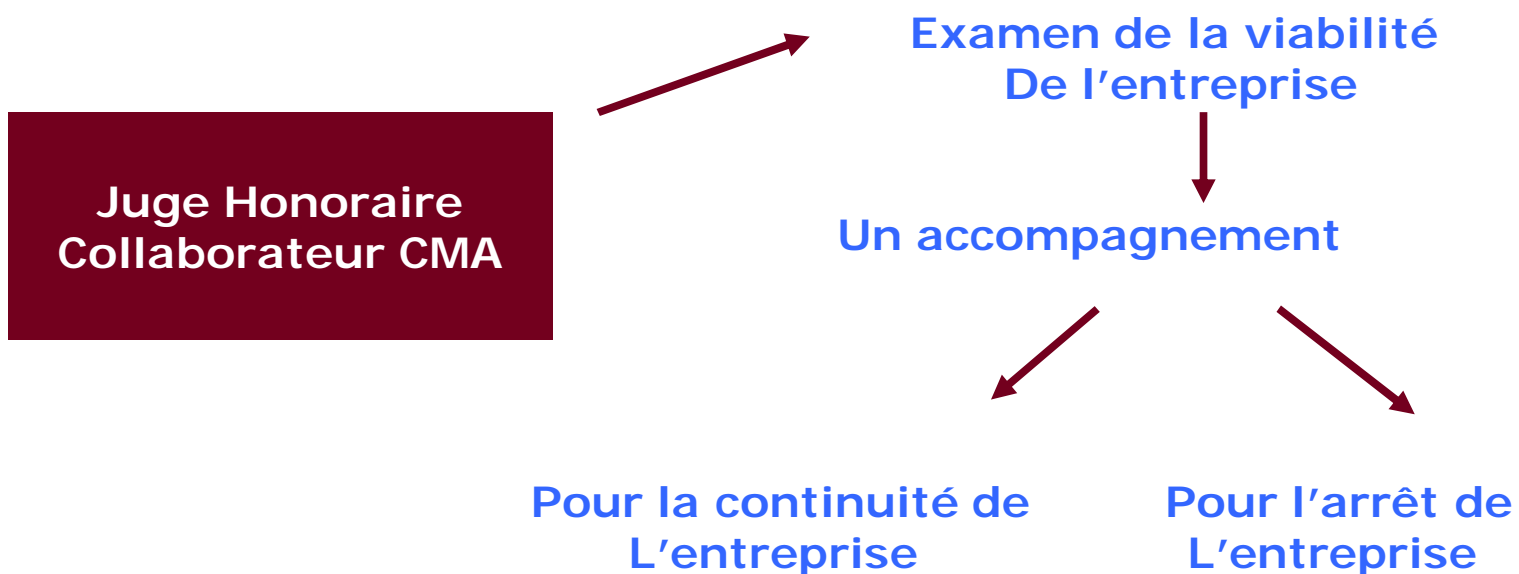 Examen de la viabilité
De l'entreprise
Juge Honoraire
Collaborateur CMA
Un accompagnement
Pour la continuité de
L'entreprise
Pour l'arrêt de
L'entreprise